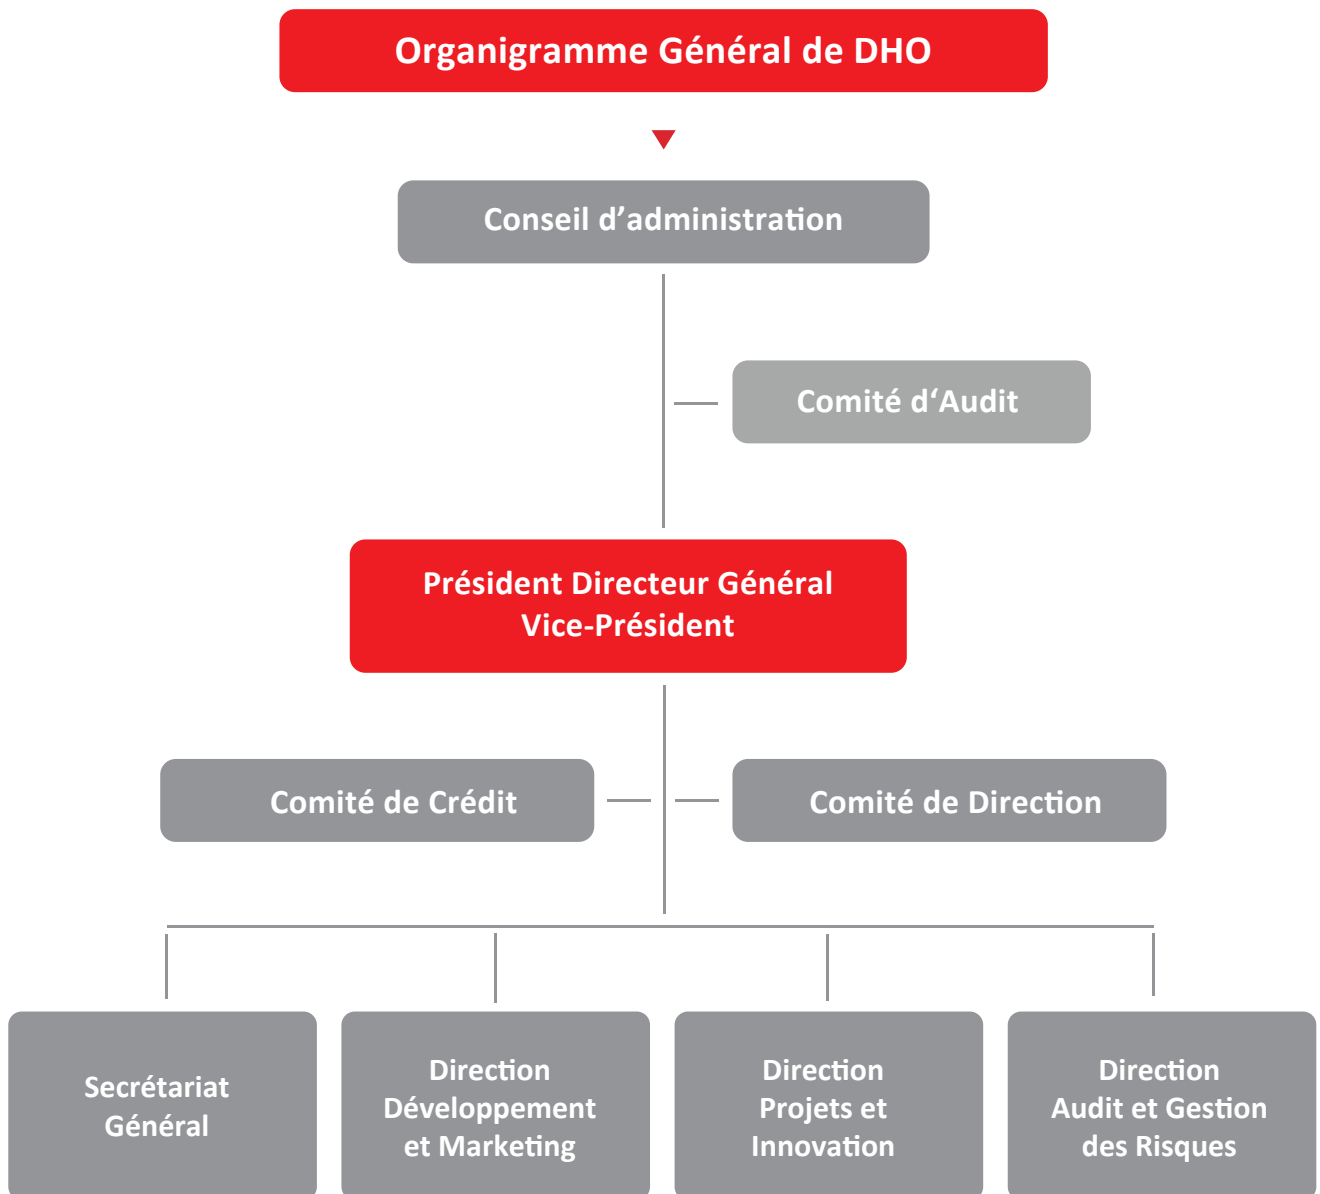 Organigramme Général de DHO
Conseil d’administration
Comité d‘Audit
Président Directeur Général
Vice-Président
Comité de Crédit
Comité de Direction
Secrétariat
Général
Direction
Développement
et Marketing
Direction
Projets et
Innovation
Direction
Audit et Gestion
des Risques